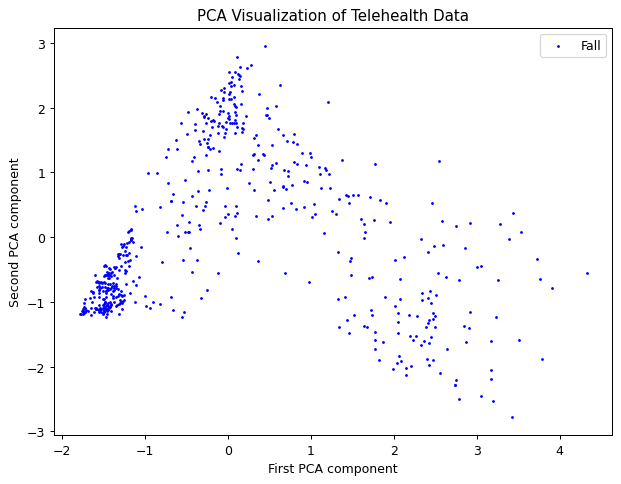 PCA Visualization of Telehealth Data
Fall
3
2
1
0
−1
−2
−3
Second PCA component
−2 −1 0 1 2 3 4
First PCA component